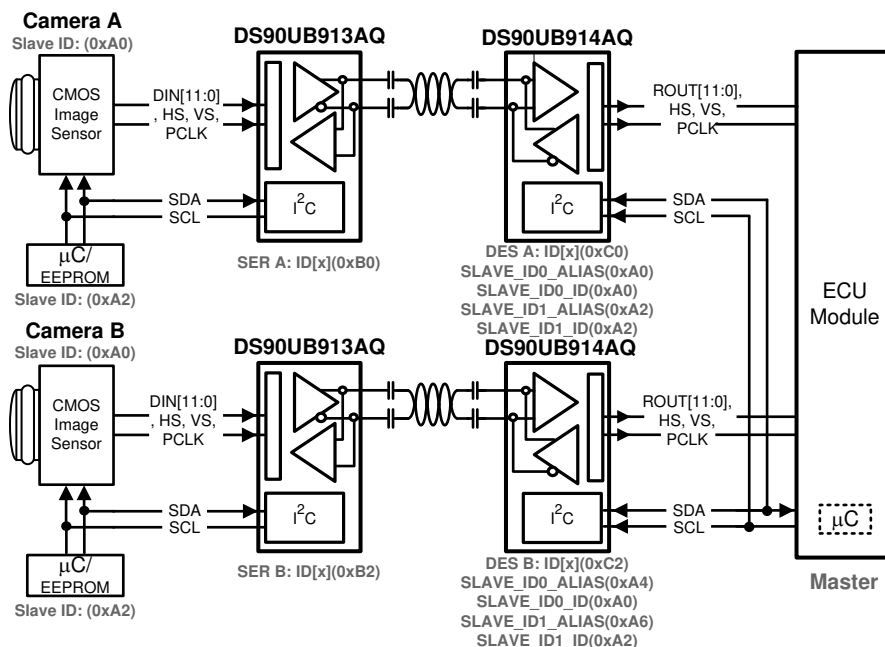 Camera A
Slave ID: (0xA0)
DS90UB913AQ
DS90UB914AQ
CMOS
Image
Sensor
DIN[11:0]
, HS, VS,
PCLK
ROUT[11:0],
HS, VS,
PCLK
SDA
SCL
I²C
I²C
SDA
SCL
µC/
EEPROM
Slave ID: (0xA2)
SER A: ID[x](0xB0)
DES A: ID[x](0xC0)
SLAVE_ID0_ALIAS(0xA0)
SLAVE_ID0_ID(0xA0)
SLAVE_ID1_ALIAS(0xA2)
SLAVE_ID1_ID(0xA2)
ECU
Module
Camera B
Slave ID: (0xA0)
DS90UB913AQ
DS90UB914AQ
CMOS
Image
Sensor
DIN[11:0]
, HS, VS,
PCLK
ROUT[11:0],
HS, VS,
PCLK
SDA
SCL
I²C
I²C
SDA
SCL
µC
µC/
EEPROM
Slave ID: (0xA2)
SER B: ID[x](0xB2)
DES B: ID[x](0xC2)
SLAVE_ID0_ALIAS(0xA4)
SLAVE_ID0_ID(0xA0)
SLAVE_ID1_ALIAS(0xA6)
SLAVE_ID1_ID(0xA2)
Master